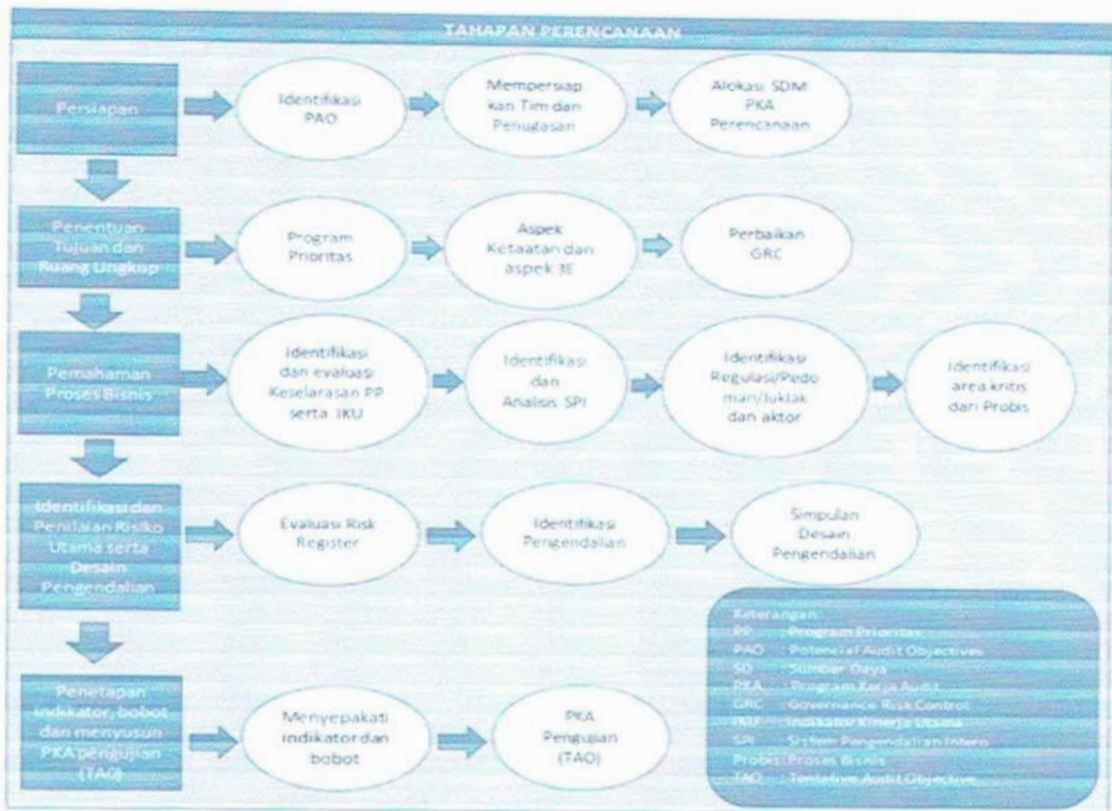 TAHAPAN PERENCANAAN
Persiapan
Identifikasi
PAO
Mempersiap
kan Tim dan
Penugasan
Alokasi SDM
PKA
Perencanaan
Penentuan
Tujuan dan
Ruang Lingkup
Program
Prioritas
Aspek
Ketaatan dan
aspek 3E
Perbaikan
GRC
Pemahaman
Proses Bisnis
Identifikasi
dan evaluasi
Keselarasan PP
serta IKU
Identifikasi
dan
Analisis SPI
Identifikasi
Regulasi/Pedo
man/Juklak
dan aktor
Identifikasi
area kritis
dari Probis
Identifikasi dan
Penilaian Risiko
Utama serta
Desain
Pengendalian
Evaluasi Risk
Register
Identifikasi
Pengendalian
Simpulan
Desain
Pengendalian
Penetapan
indikator, bobot
dan menyusun
PKA pengujian
(TAO)
Menyepakati
indikator dan
bobot
PKA
Pengujian
(TAO)
Keterangan
PP : Program Prioritas
PAO : Potencial Audit Objectives
SD : Sumber Daya
PKA : Program Kerja Audit
GRC : Governance Risk Control
IKU : Indikator Kinerja Utama
SPI : Sistem Pengendalian Intern
Probis: Proses Bisnis
TAO : Tentative Audit Objective